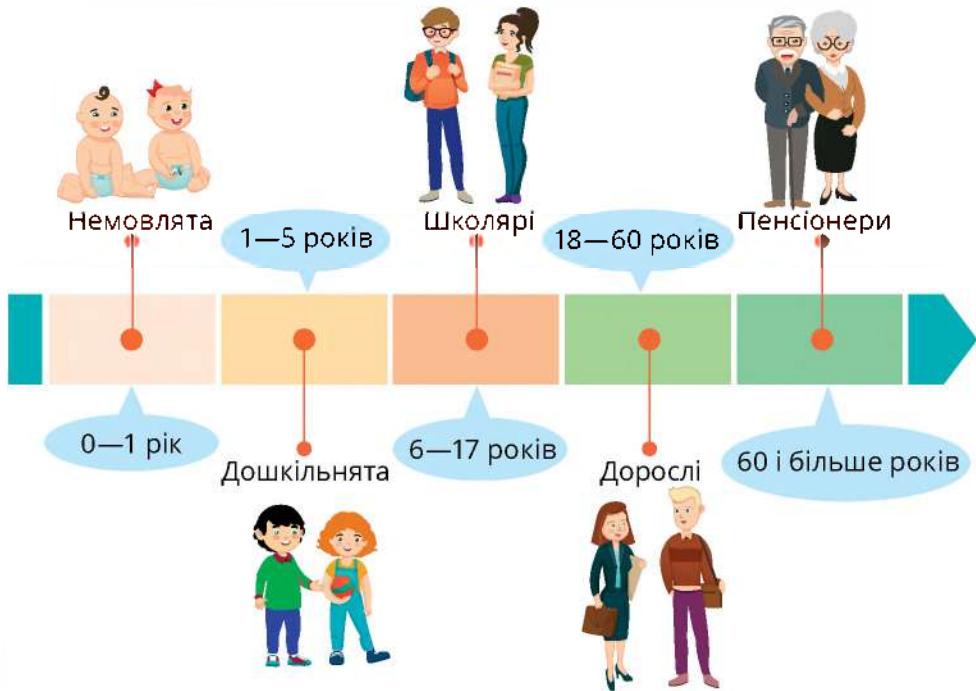 Немовлята
1—5 років
Школярі
18—60 років
Пенсіонери
0—1 рік
Дошкільнята
6—17 років
Дорослі
60 і більше років